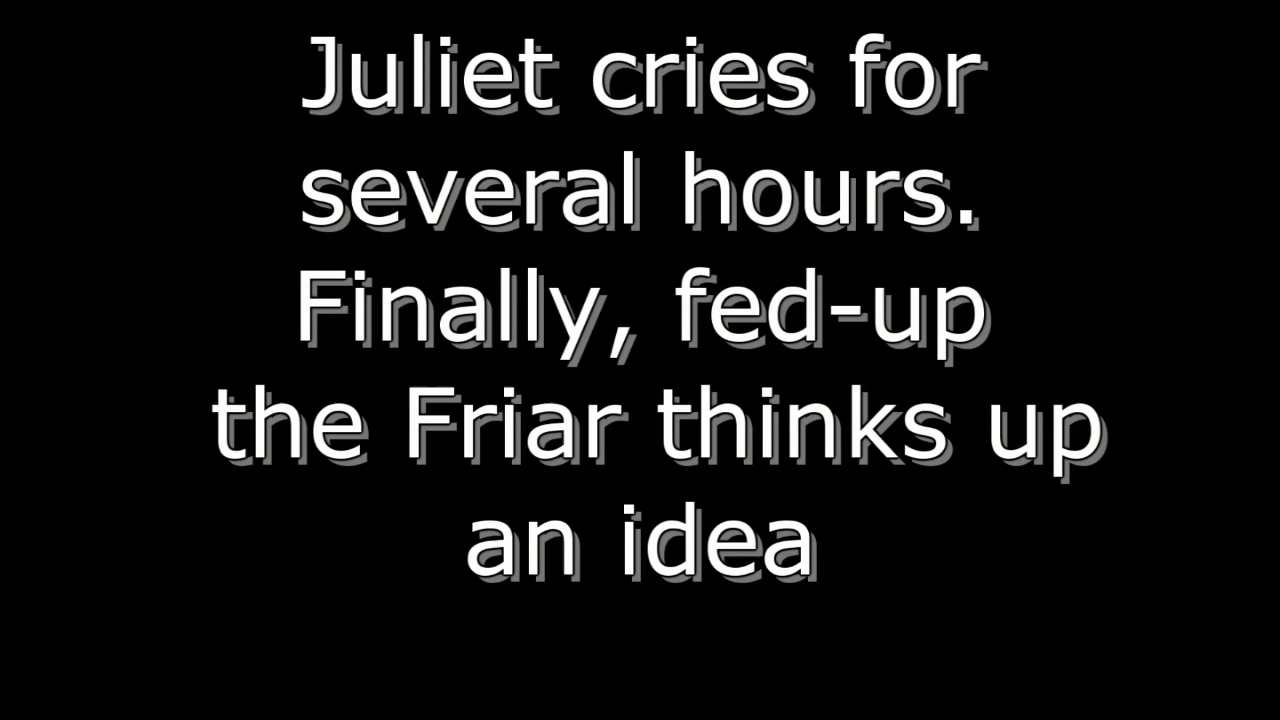 Juliet cries for
several hours.
Finally, fed-up
the Friar thinks up
an idea